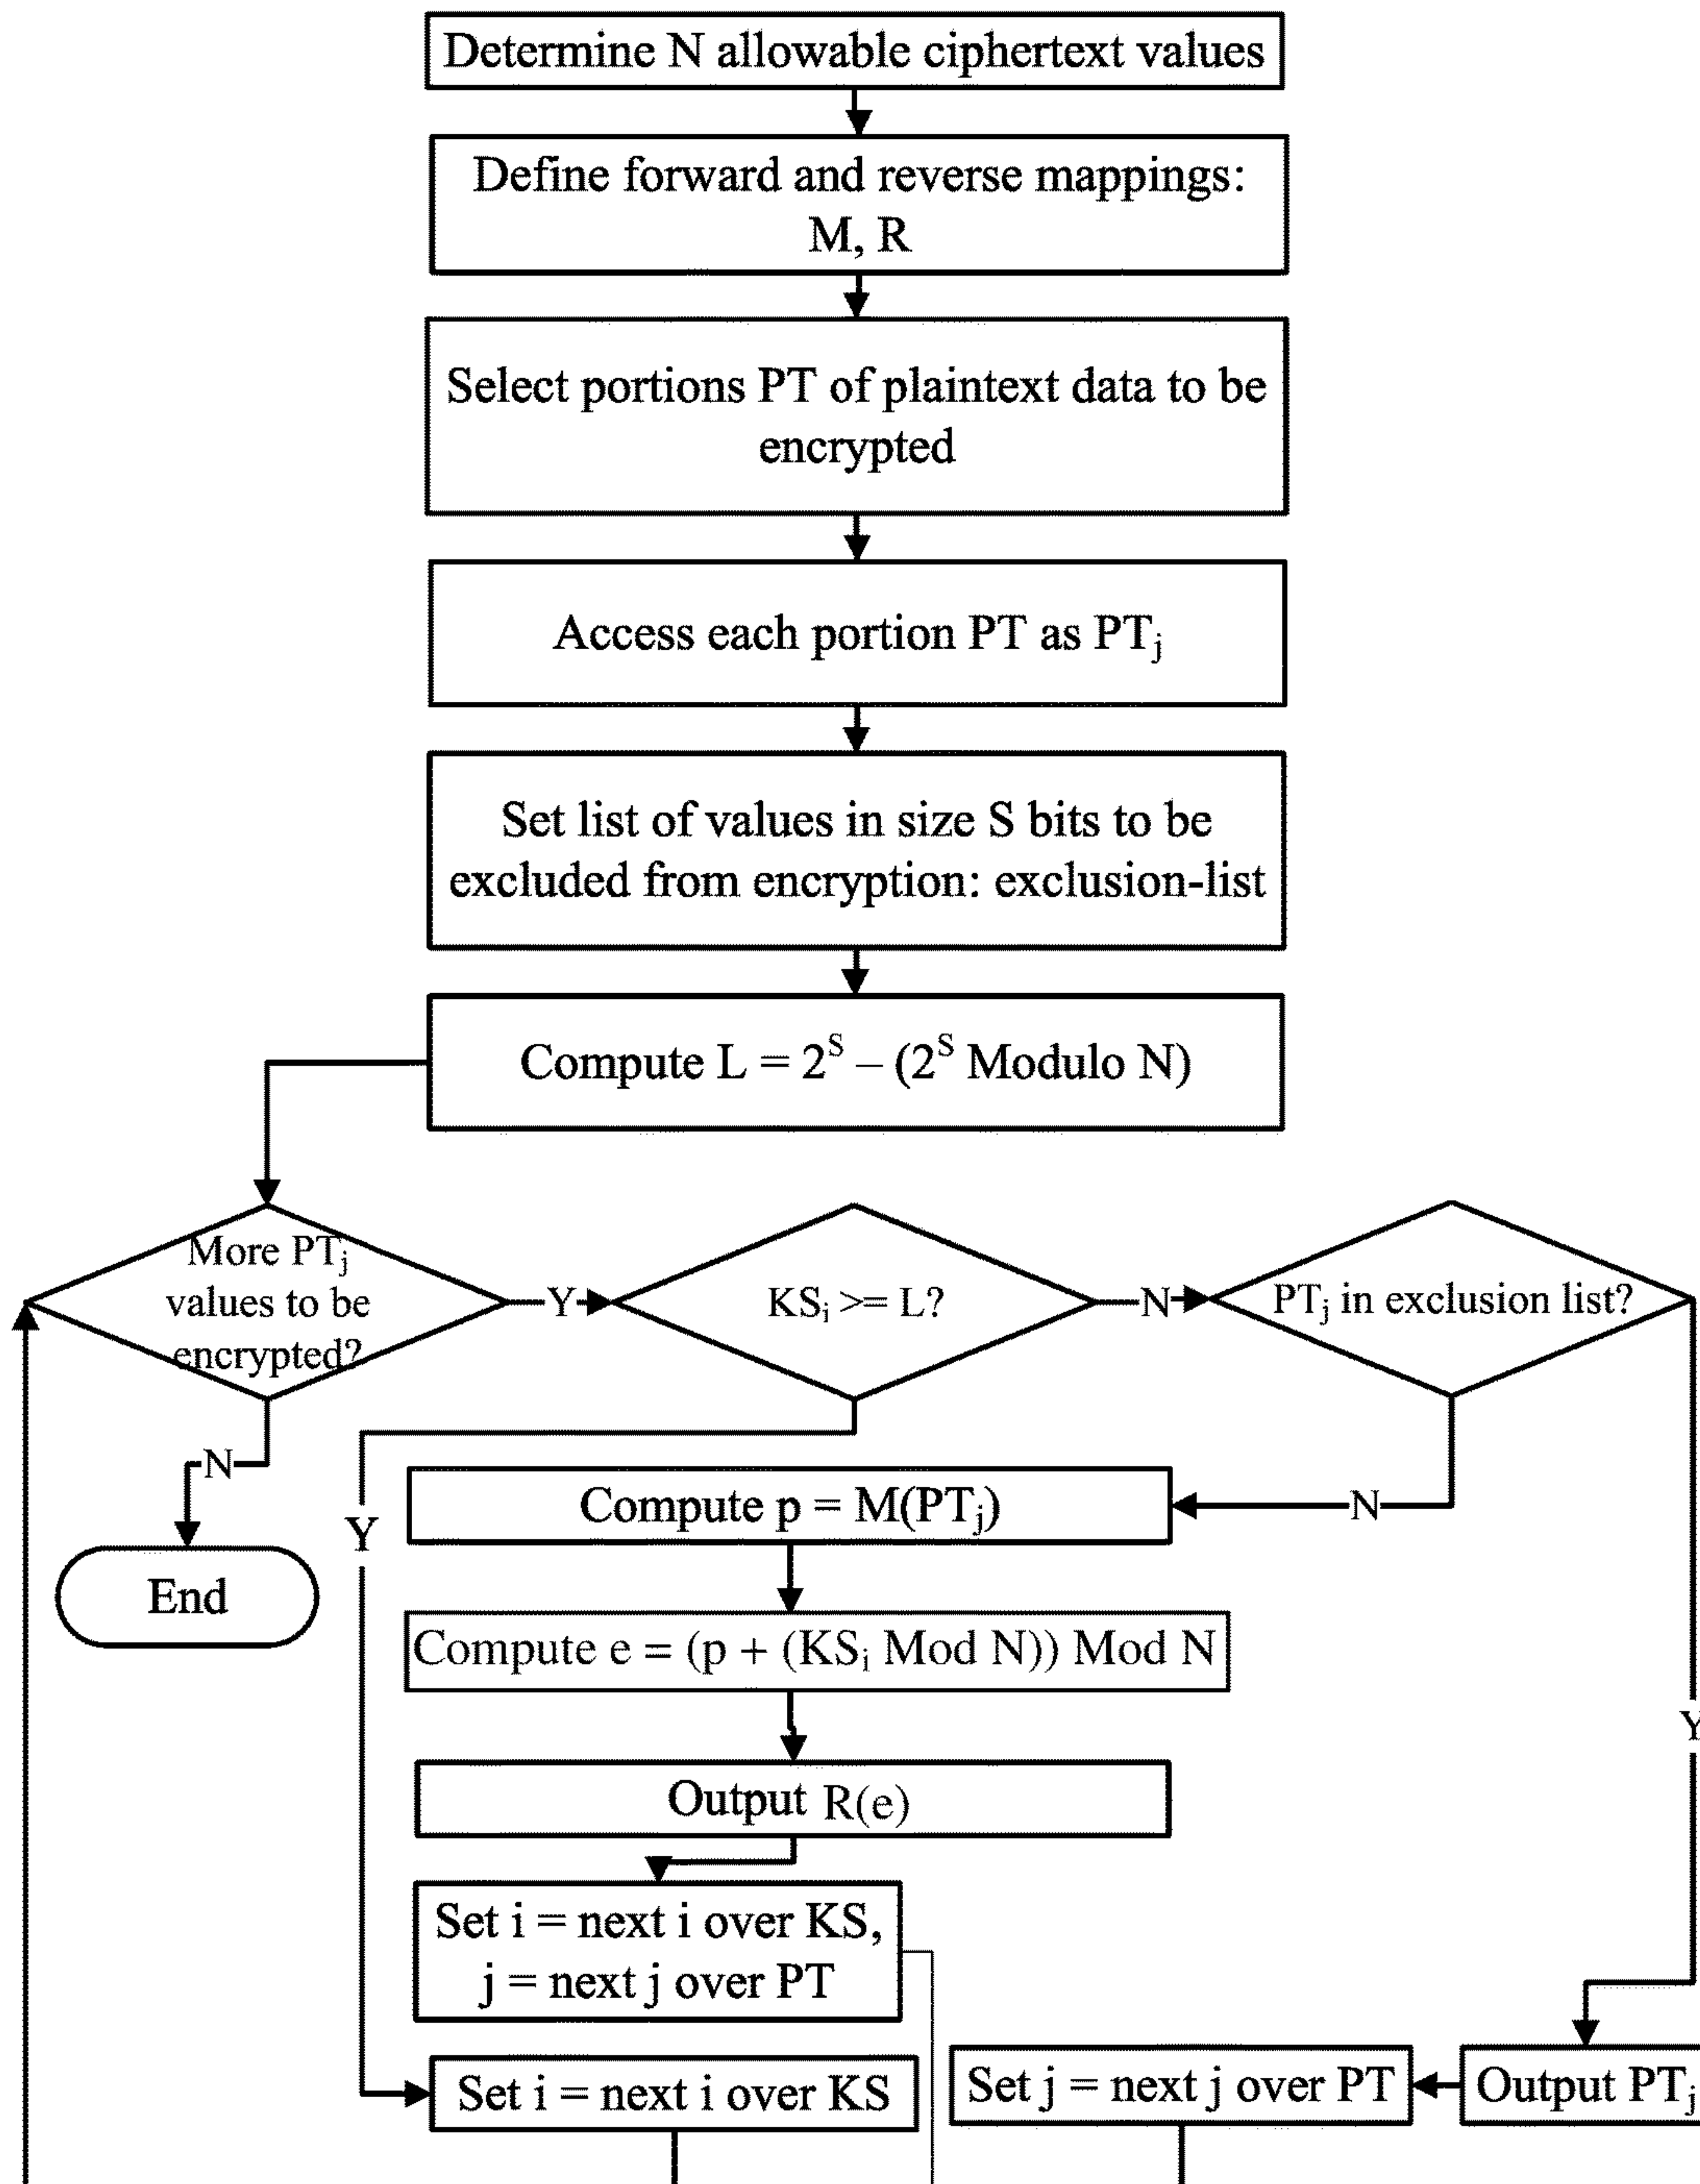 Determine N allowable ciphertext values
Define forward and reverse mappings:
M, R
Select portions PT of plaintext data to be
encrypted
Access each portion PT as PTj
Set list of values in size S bits to be
excluded from encryption: exclusion-list
Compute L = 2^S – (2^S Modulo N)
More PTj
values to be
encrypted?
Y
KSi >= L?
N
PTj in exclusion list?
N
Y
Compute p = M(PTj)
N
End
Compute e = (p + (KSi Mod N)) Mod N
Y
Output R(e)
Set i = next i over KS,
j = next j over PT
Set i = next i over KS
Set j = next j over PT
Output PTj